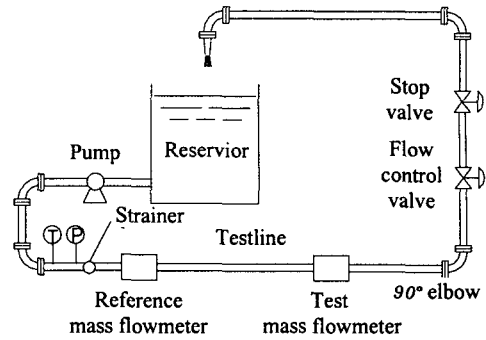 Stop
valve
Pump
Reservior
Flow
control
valve
Strainer
T
P
Testline
Reference
mass flowmeter
Test
mass flowmeter
90° elbow